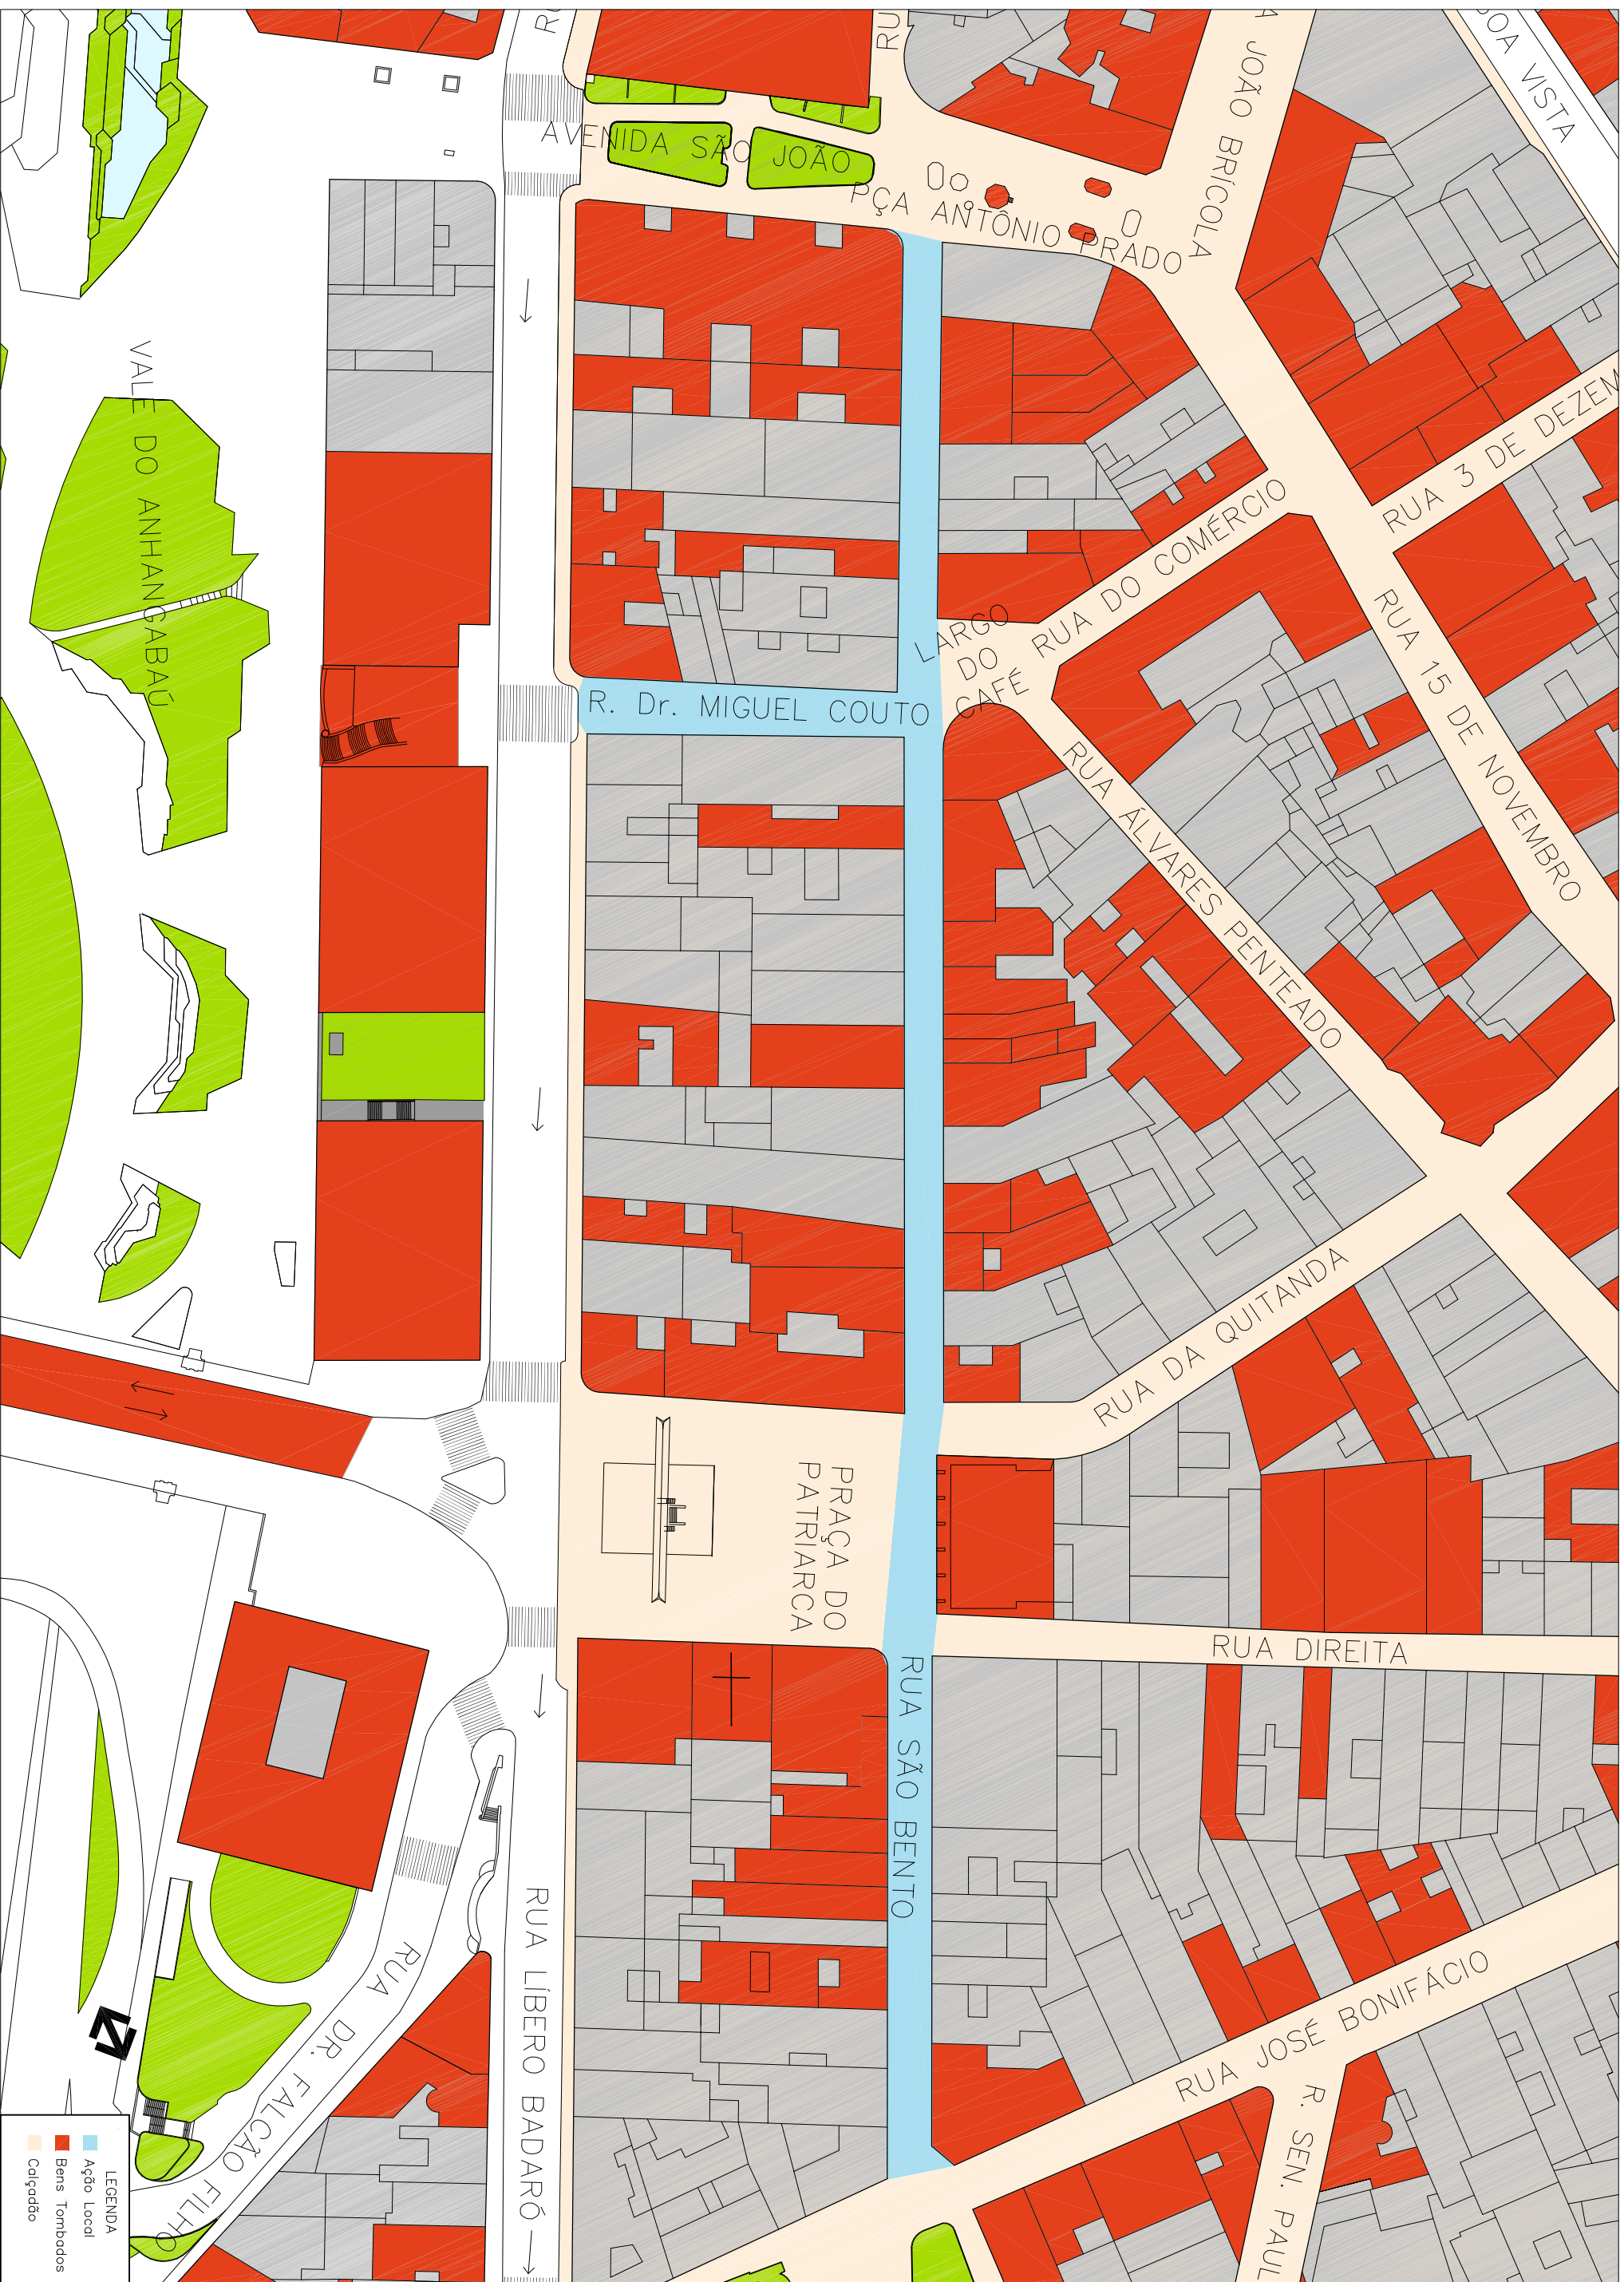 AVENIDA SÃO JOÃO
PÇA ANTÔNIO PRADO
JOÃO BRÍCOLA
OA VISTA
RUA 3 DE DEZEM
RUA 15 DE NOVEMBRO
RUA DO COMÉRCIO
LARGO
DO
CAFÉ
R. Dr. MIGUEL COUTO
RUA ÁLVARES PENTEADO
VALE DO ANHANGABAÚ
RUA DA QUITANDA
PRAÇA DO
PATRIARCA
RUA DIREITA
RUA SÃO BENTO
RUA JOSÉ BONIFÁCIO
R. SEN. PAUL
RUA LÍBERO BADARÓ
RUA DR. FALCÃO FILHO
LEGENDA
Ação Local
Bens Tombados
Calçadão